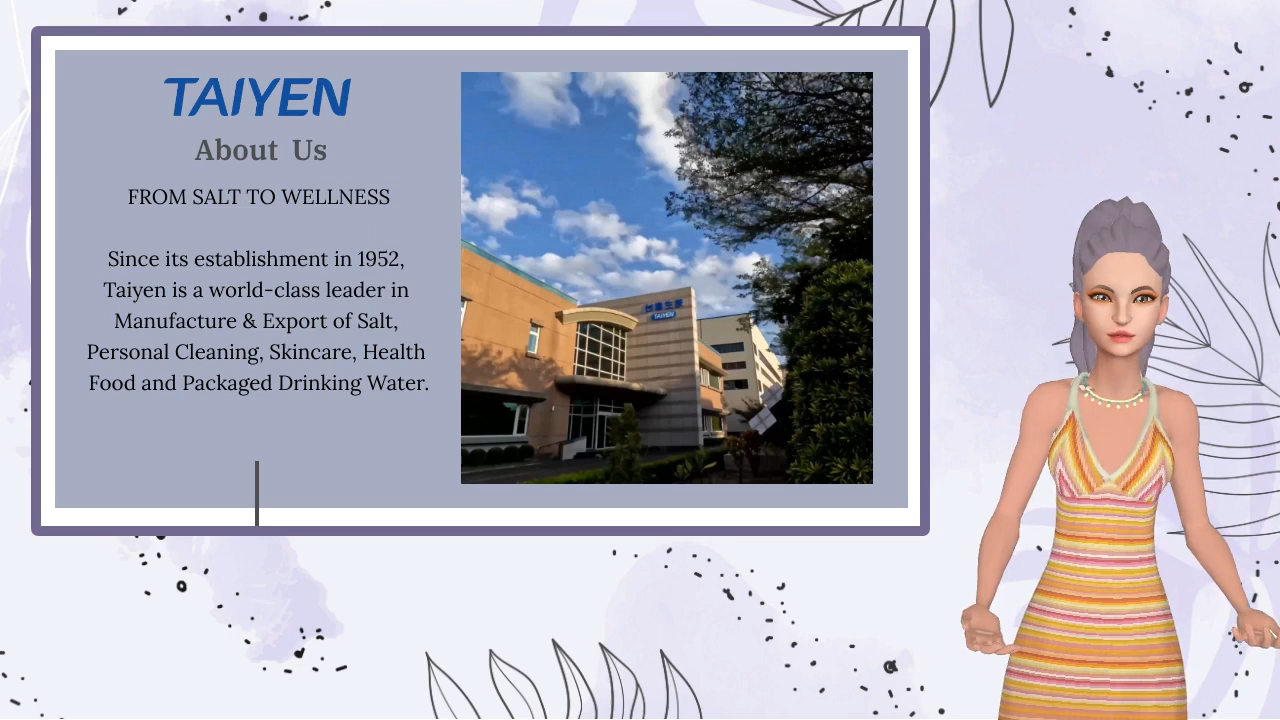 TAIYEN
About Us
FROM SALT TO WELLNESS
Since its establishment in 1952,
Taiyen is a world-class leader in
Manufacture & Export of Salt,
Personal Cleaning, Skincare, Health
Food and Packaged Drinking Water.
TAIYEN